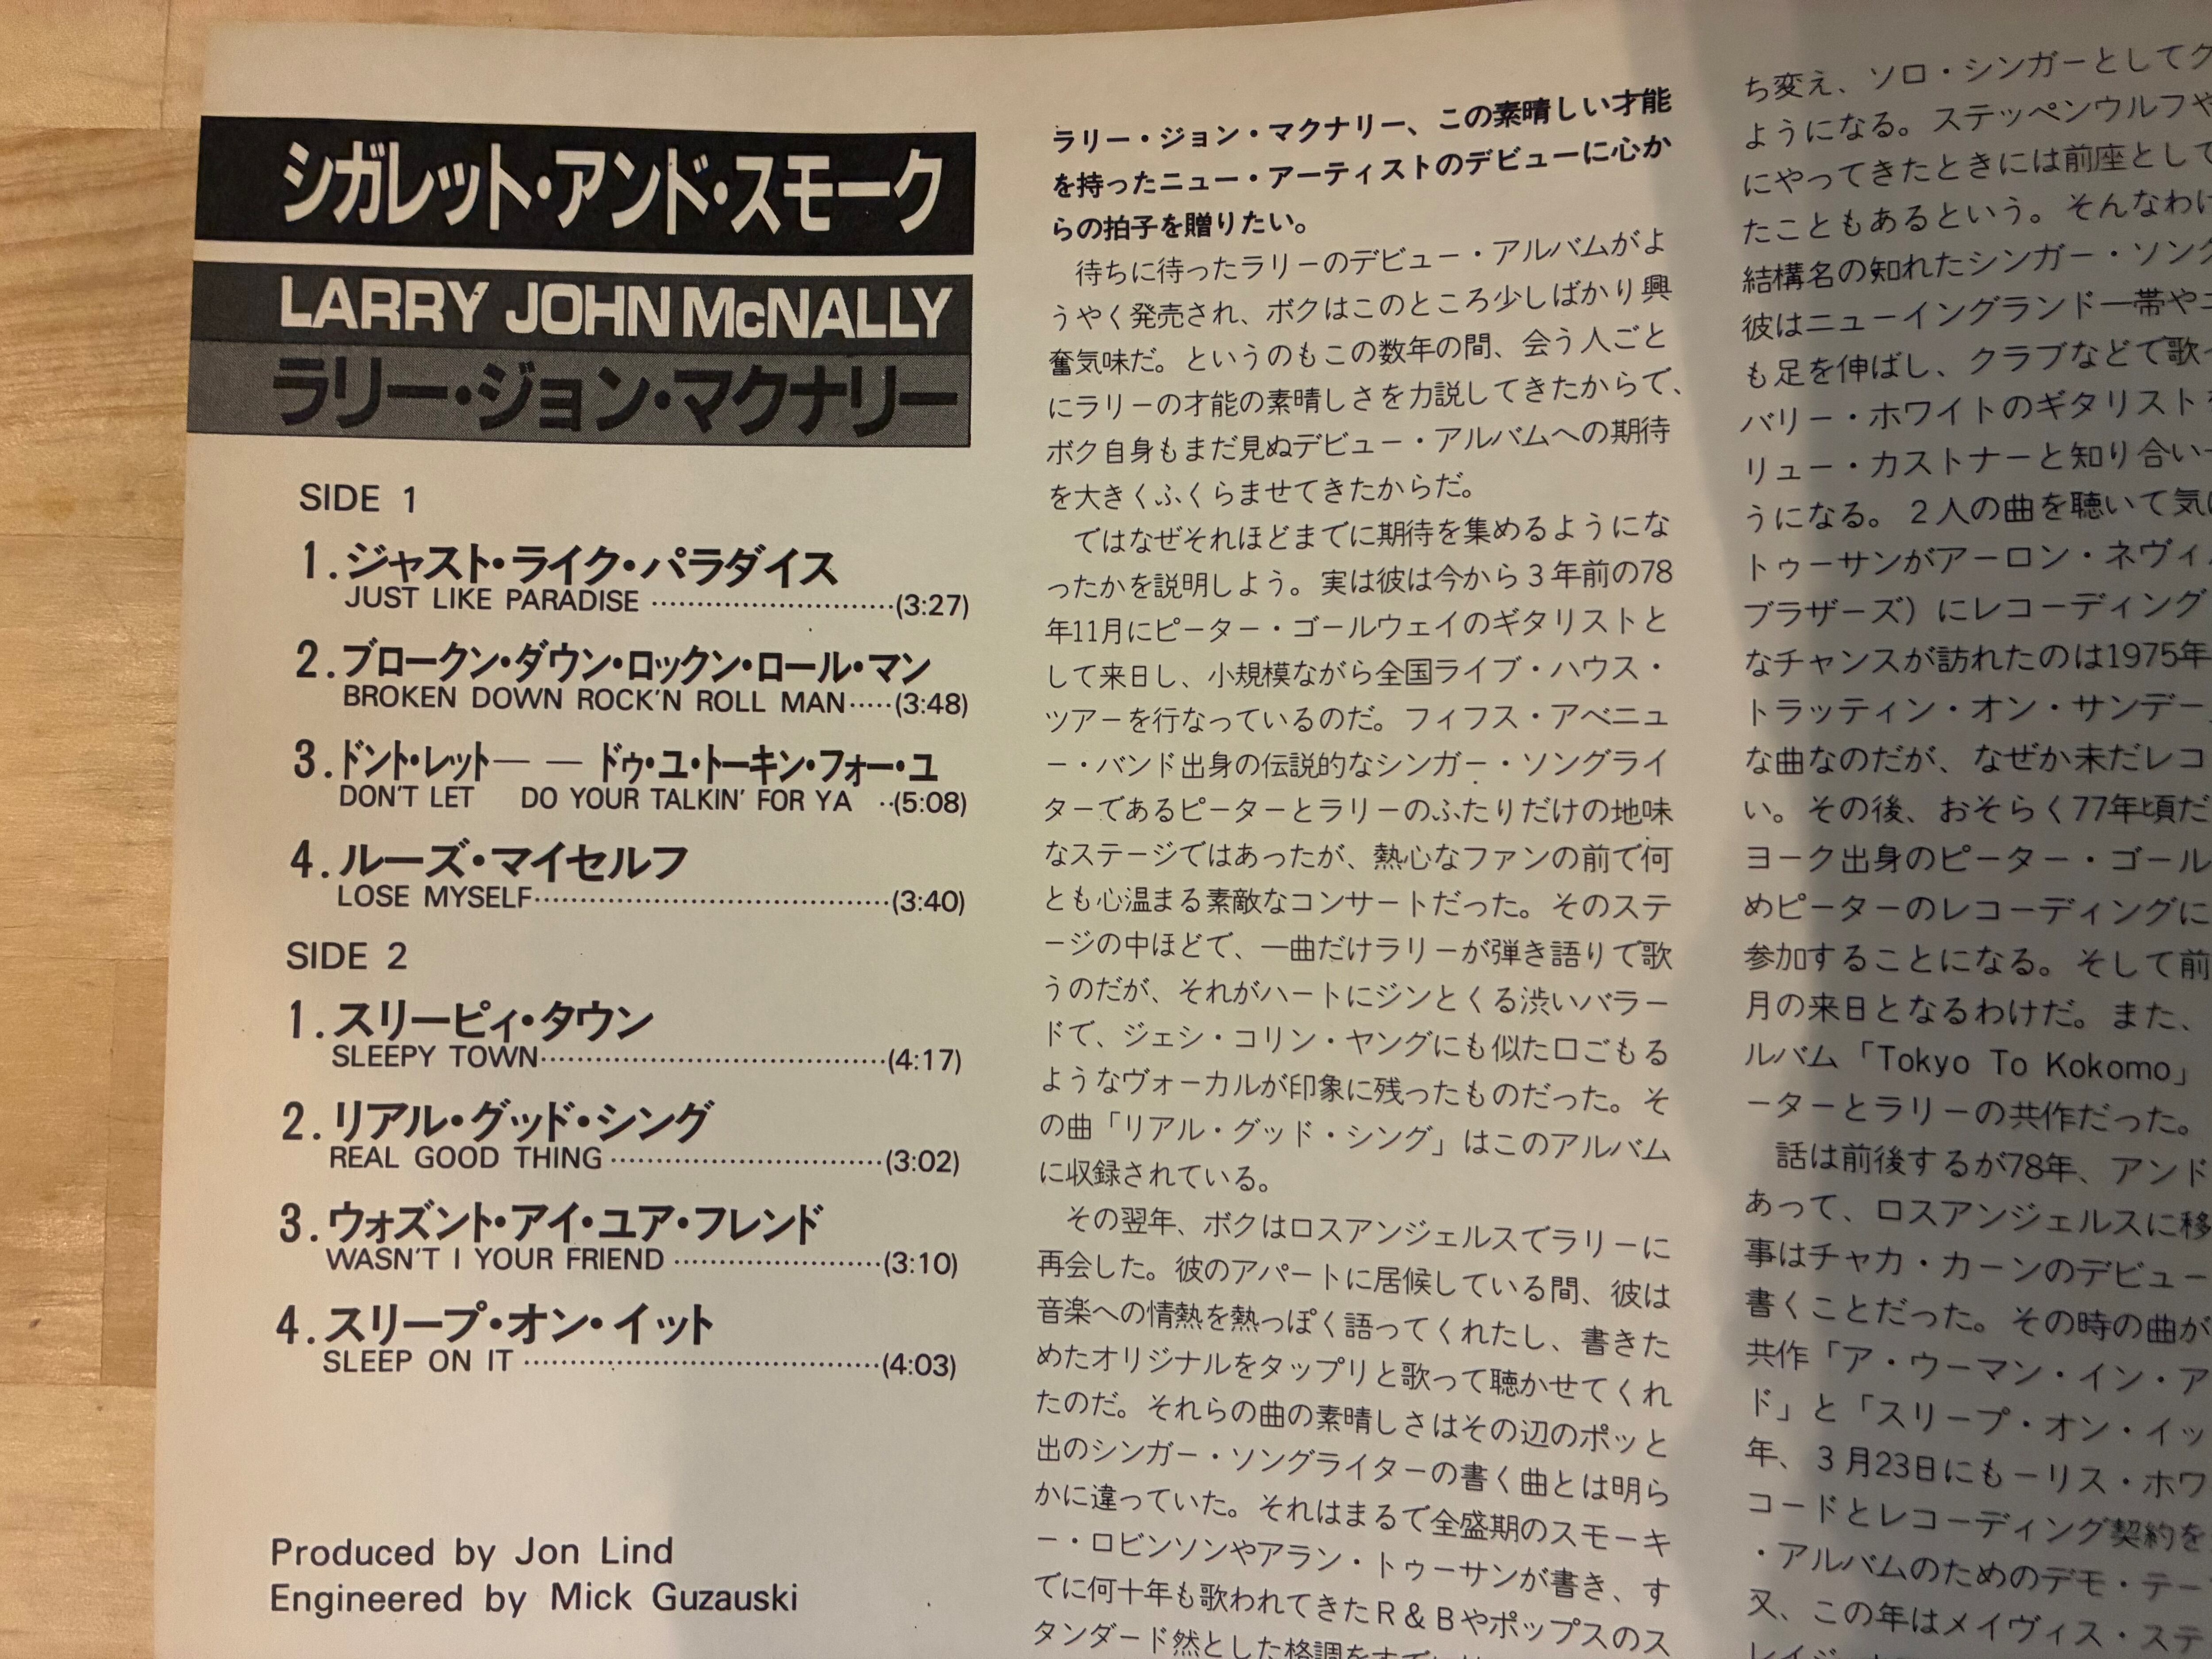 シガレット・アンド・スモーク
LARRY JOHN McNALLY
ラリー・ジョン・マクナリー
SIDE 1
1.ジャスト・ライク・パラダイス
JUST LIKE PARADISE ……………………(3:27)
2.ブロークン・ダウン・ロックン・ロール・マン
BROKEN DOWN ROCK'N ROLL MAN……(3:48)
3.ドント・レット— — ドゥ・ユ・トーキン・フォー・ユ
DON'T LET DO YOUR TALKIN' FOR YA ‥(5:08)
4.ルーズ・マイセルフ
LOSE MYSELF………………………………(3:40)
SIDE 2
1.スリーピィ・タウン
SLEEPY TOWN………………………………(4:17)
2.リアル・グッド・シング
REAL GOOD THING ………………………(3:02)
3.ウォズント・アイ・ユア・フレンド
WASN'T I YOUR FRIEND …………………(3:10)
4.スリープ・オン・イット
SLEEP ON IT ………………………………(4:03)
Produced by Jon Lind
Engineered by Mick Guzauski
ラリー・ジョン・マクナリー、この素晴しい才能
を持ったニュー・アーティストのデビューに心か
らの拍子を贈りたい。
待ちに待ったラリーのデビュー・アルバムがよ
うやく発売され、ボクはこのところ少しばかり興
奮気味だ。というのもこの数年の間、会う人ごと
にラリーの才能の素晴しさを力説してきたからで、
ボク自身もまだ見ぬデビュー・アルバムへの期待
を大きくふくらませてきたからだ。
ではなぜそれほどまでに期待を集めるようにな
ったかを説明しよう。実は彼は今から3年前の78
年11月にピーター・ゴールウェイのギタリストと
して来日し、小規模ながら全国ライブ・ハウス・
ツアーを行なっているのだ。フィフス・アベニュ
ー・バンド出身の伝説的なシンガー・ソングライ
ターであるピーターとラリーのふたりだけの地味
なステージではあったが、熱心なファンの前で何
とも心温まる素敵なコンサートだった。そのステ
ージの中ほどで、一曲だけラリーが弾き語りで歌
うのだが、それがハートにジンとくる渋いバラー
ドで、ジェシ・コリン・ヤングにも似た口ごもる
ようなヴォーカルが印象に残ったものだった。そ
の曲「リアル・グッド・シング」はこのアルバム
に収録されている。
その翌年、ボクはロスアンジェルスでラリーに
再会した。彼のアパートに居候している間、彼は
音楽への情熱を熱っぽく語ってくれたし、書きた
めたオリジナルをタップリと歌って聴かせてくれ
たのだ。それらの曲の素晴しさはその辺のポッと
出のシンガー・ソングライターの書く曲とは明ら
かに違っていた。それはまるで全盛期のスモーキ
ー・ロビンソンやアラン・トゥーサンが書き、す
でに何十年も歌われてきたR&Bやポップスのス
タンダード然とした格調を
ち変え、ソロ・シンガーとしてク
ようになる。ステッペンウルフや
にやってきたときには前座として
たこともあるという。そんなわけ
結構名の知れたシンガー・ソング
彼はニューイングランド一帯や
も足を伸ばし、クラブなどで歌
バリー・ホワイトのギタリスト
リュー・カストナーと知り合い
うになる。2人の曲を聴いて気
トゥーサンがアーロン・ネヴィ
ブラザーズ）にレコーディング
なチャンスが訪れたのは1975年
トラッティン・オン・サンデー
な曲なのだが、なぜか未だレコ
い。その後、おそらく77年頃だ
ヨーク出身のピーター・ゴール
めピーターのレコーディングに
参加することになる。そして前
月の来日となるわけだ。また、
ルバム「Tokyo To Kokomo」
ーターとラリーの共作だった。
話は前後するが78年、アンド
あって、ロスアンジェルスに移
事はチャカ・カーンのデビュー
書くことだった。その時の曲が
共作「ア・ウーマン・イン・ア
ド」と「スリープ・オン・イッ
年、3月23日にモーリス・ホワ
コードとレコーディング契約を
・アルバムのためのデモ・テー
又、この年はメイヴィス・ステ